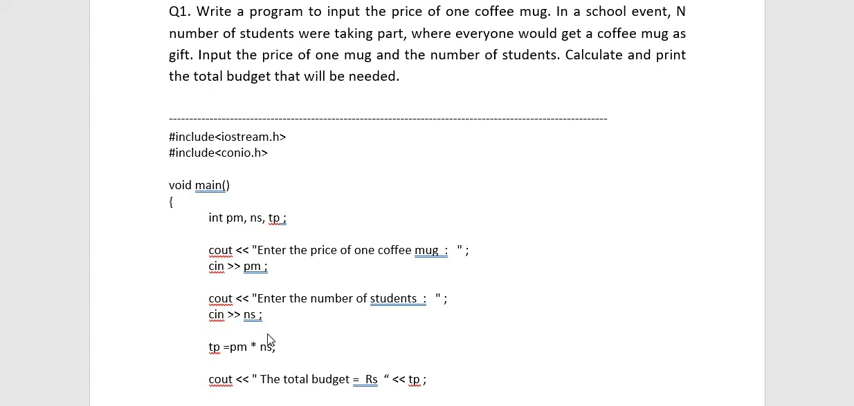 Q1. Write a program to input the price of one coffee mug. In a school event, N
number of students were taking part, where everyone would get a coffee mug as
gift. Input the price of one mug and the number of students. Calculate and print
the total budget that will be needed.
--------------------------------------------------------------------------------------------------------------
#include<iostream.h>
#include<conio.h>
void main()
{
int pm, ns, tp ;
cout << "Enter the price of one coffee mug :  " ;
cin >> pm ;
cout << "Enter the number of students :  " ;
cin >> ns ;
tp =pm * ns;
cout << " The total budget =  Rs  “ << tp ;